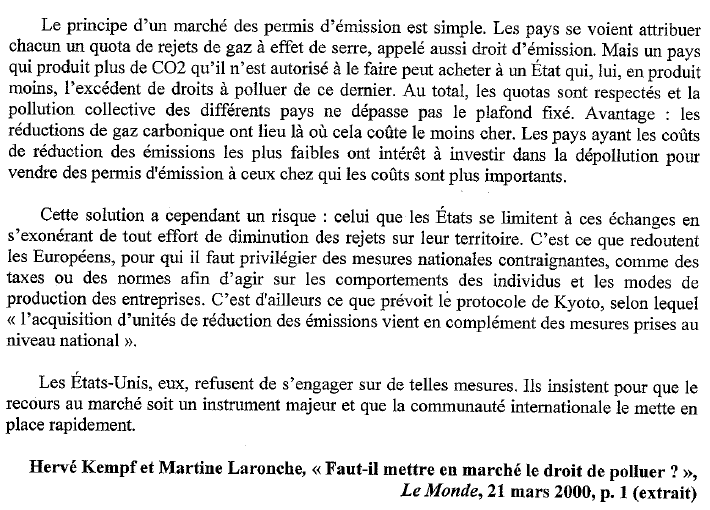 Le principe d'un marché des permis d'émission est simple. Les pays se voient attribuer
chacun un quota de rejets de gaz à effet de serre, appelé aussi droit d'émission. Mais un pays
qui produit plus de CO2 qu'il n'est autorisé à le faire peut acheter à un État qui, lui, en produit
moins, l'excédent de droits à polluer de ce dernier. Au total, les quotas sont respectés et la
pollution collective des différents pays ne dépasse pas le plafond fixé. Avantage : les
réductions de gaz carbonique ont lieu là où cela coûte le moins cher. Les pays ayant les coûts
de réduction des émissions les plus faibles ont intérêt à investir dans la dépollution pour
vendre des permis d'émission à ceux chez qui les coûts sont plus importants.
Cette solution a cependant un risque : celui que les États se limitent à ces échanges en
s'exonérant de tout effort de diminution des rejets sur leur territoire. C'est ce que redoutent
les Européens, pour qui il faut privilégier des mesures nationales contraignantes, comme des
taxes ou des normes afin d'agir sur les comportements des individus et les modes de
production des entreprises. C'est d'ailleurs ce que prévoit le protocole de Kyoto, selon lequel
« l'acquisition d'unités de réduction des émissions vient en complément des mesures prises au
niveau national ».
Les États-Unis, eux, refusent de s'engager sur de telles mesures. Ils insistent pour que le
recours au marché soit un instrument majeur et que la communauté internationale le mette en
place rapidement.
Hervé Kempf et Martine Laronche, « Faut-il mettre en marché le droit de polluer ? »,
Le Monde, 21 mars 2000, p. 1 (extrait)